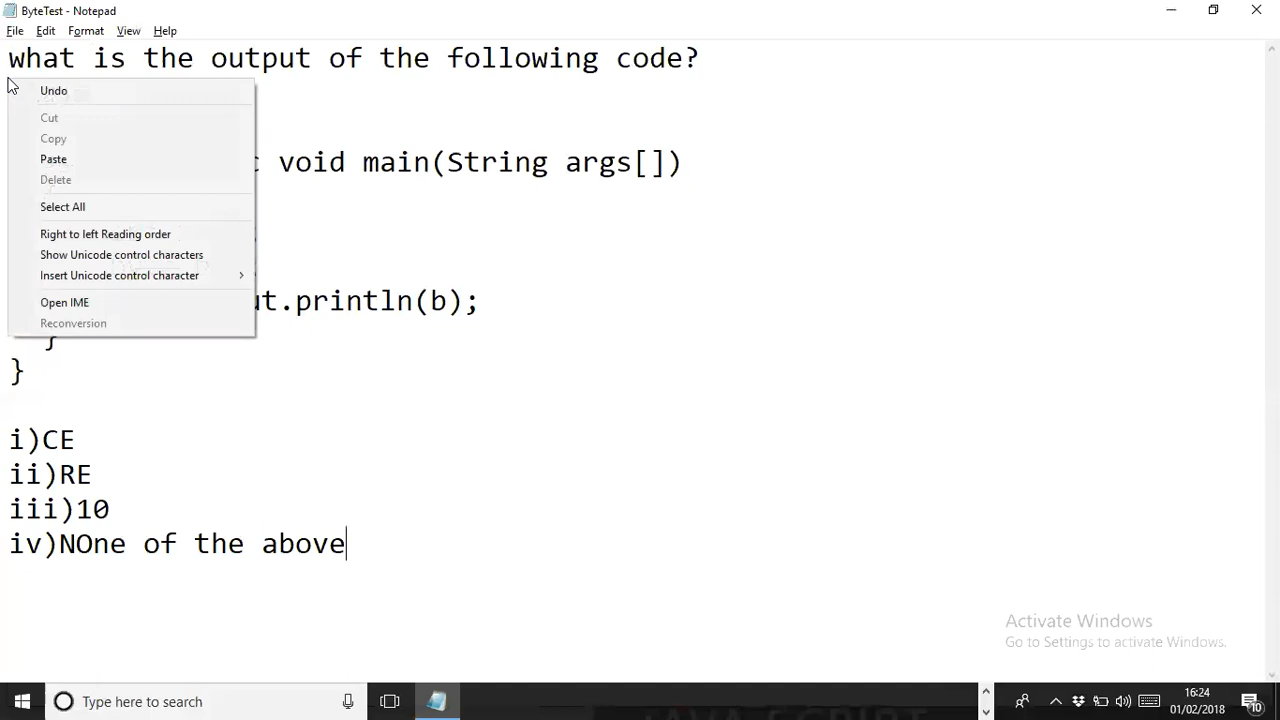 ByteTest - Notepad
File Edit Format View Help
what is the output of the following code?
Undo
Cut
Copy
void main(String args[])
Paste
Delete
Select All
Right to left Reading order
Show Unicode control characters
Insert Unicode control character
.println(b);
Open IME
Reconversion
}
}
i)CE
ii)RE
iii)10
iv)NOne of the above
Activate Windows
Go to Settings to activate Windows.
Type here to search
16:24
01/02/2018
10